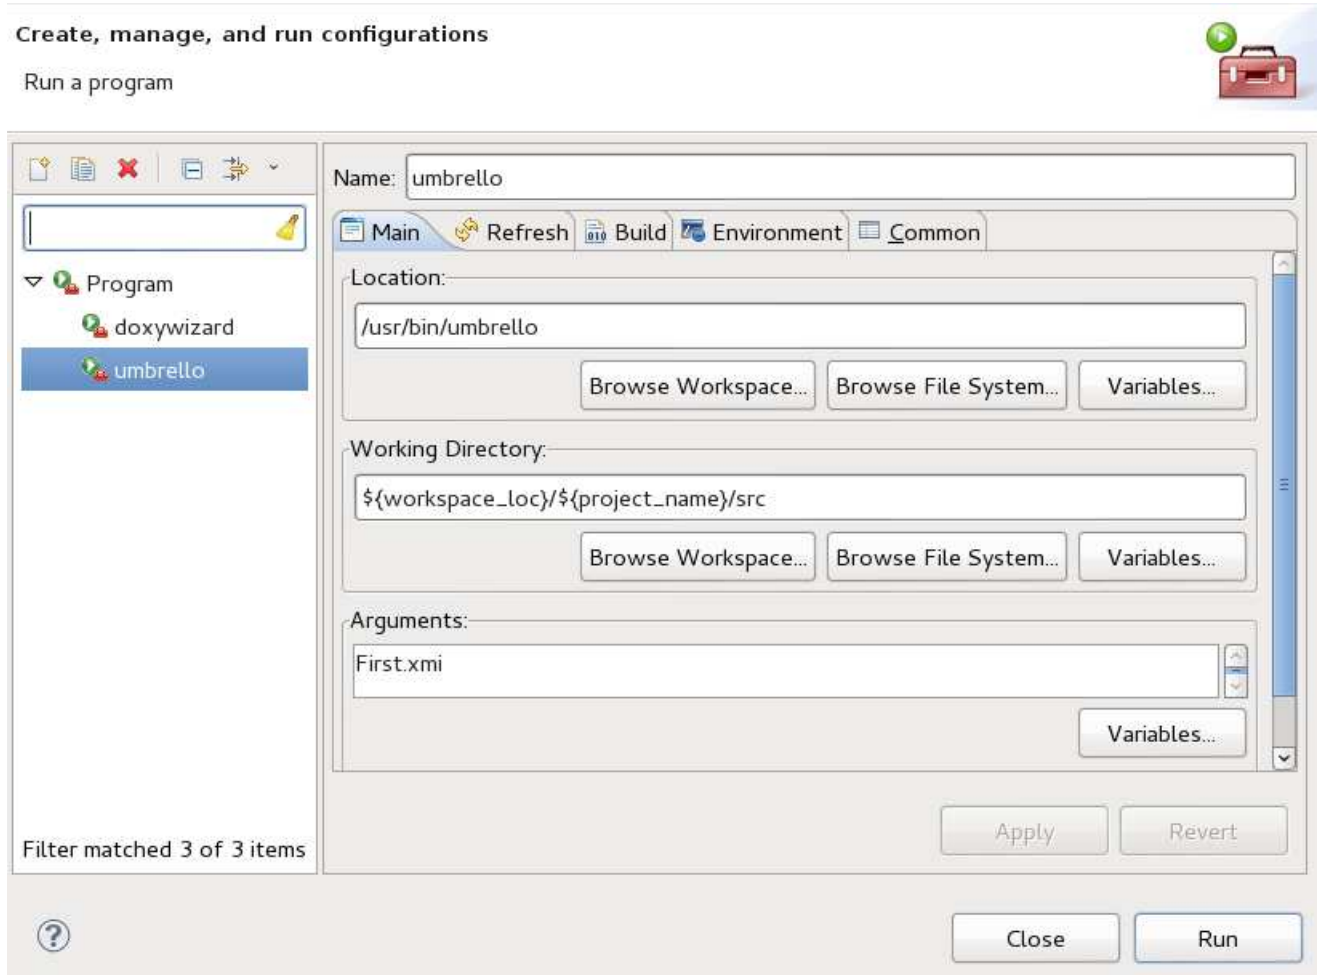 Create, manage, and run configurations
Run a program
Name: umbrello
Main Refresh Build Environment Common
Program
doxywizard
umbrello
Filter matched 3 of 3 items
Location:
/usr/bin/umbrello
Browse Workspace... Browse File System... Variables...
Working Directory:
${workspace_loc}/${project_name}/src
Browse Workspace... Browse File System... Variables...
Arguments:
First.xmi
Variables...
Apply Revert
Close Run